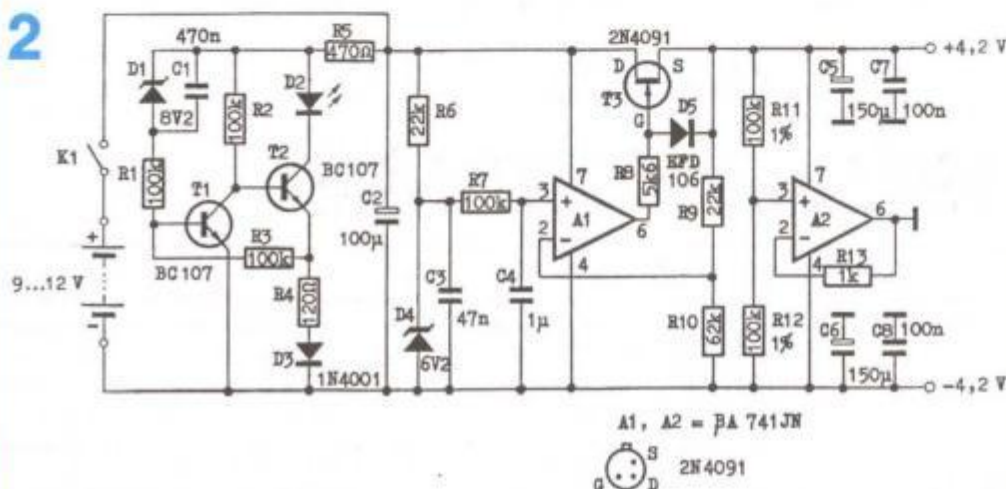 2
470n
R5
470Ω
2N4091
+4,2 V
D1
C1
8V2
R2
100k
D2
R6
22k
D
S
T3
G
D5
KFD
106
R11
100k
1%
C5
150µ
C7
100n
K1
R1
100k
T1
T2
BC107
C2
100µ
R7
100k
3
+
7
A1
2
-
6
4
R8
5k6
R9
22k
3
+
7
A2
2
-
6
4
R13
1k
R3
100k
BC107
+
9...12 V
-
R4
120Ω
D3
1N4001
D4
6V2
C3
47n
C4
1µ
R10
62k
R12
100k
1%
C6
150µ
C8
100n
-4,2 V
A1, A2 = βA 741JN
S
G
D
2N4091